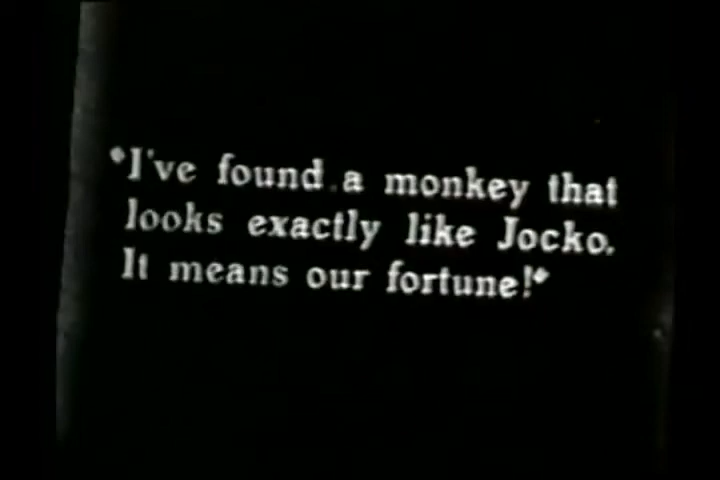 "I've found a monkey that
looks exactly like Jocko.
It means our fortune!"